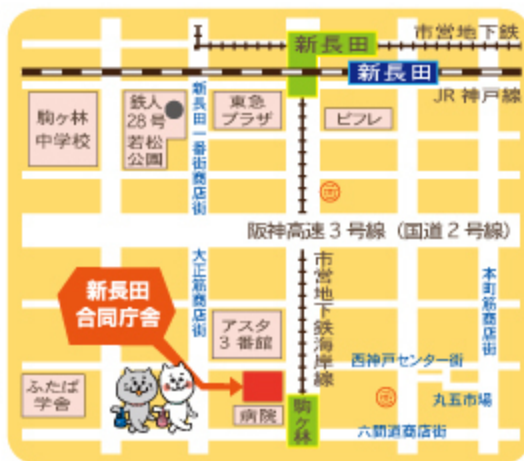 市営地下鉄
新長田
新長田
JR神戸線
駒ヶ林
中学校
鉄人
28号
若松
公園
新長田一番街商店街
東急
プラザ
ピフレ
阪神高速3号線（国道2号線）
新長田
合同庁舎
大正筋商店街
市営地下鉄海岸線
本町筋商店街
アスタ
3番館
西神戸センター街
ふたば
学舎
病院
駒ヶ林
丸五市場
六間道商店街